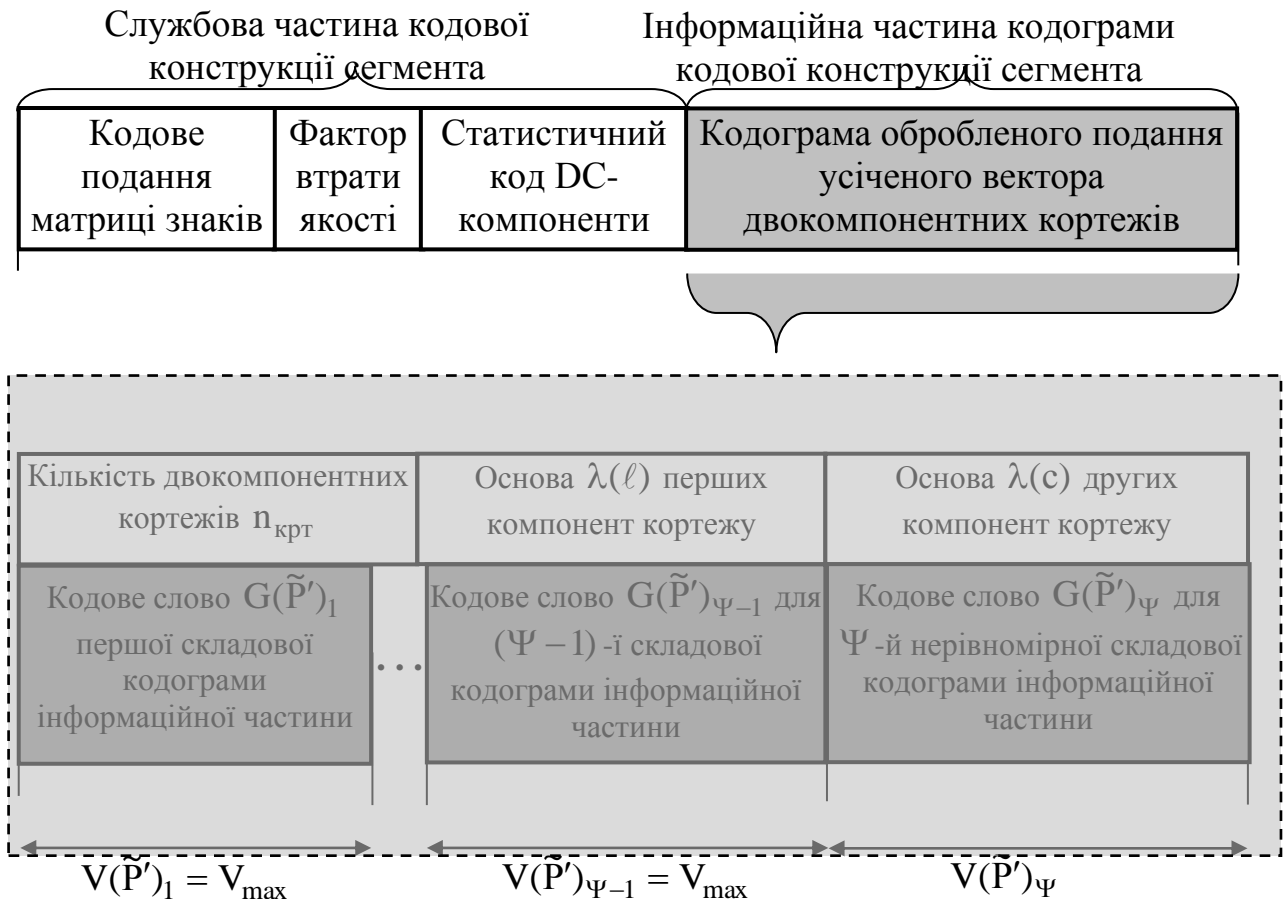 Службова частина кодової
конструкції сегмента
Інформаційна частина кодограми
кодової конструкції сегмента
Кодове
подання
матриці знаків
Фактор
втрати
якості
Статистичний
код DC-
компоненти
Кодограма обробленого подання
усіченого вектора
двокомпонентних кортежів
Кількість двокомпонентних
кортежів n_крт
Основа λ(ℓ) перших
компонент кортежу
Основа λ(c) других
компонент кортежу
Кодове слово G(P̃′)₁
першої складової
кодограми
інформаційної частини
...
Кодове слово G(P̃′)_Ψ−1 для
(Ψ−1)-ї складової
кодограми інформаційної
частини
Кодове слово G(P̃′)_Ψ для
Ψ-й нерівномірної складової
кодограми інформаційної
частини
V(P̃′)₁ = V_max
V(P̃′)_Ψ−1 = V_max
V(P̃′)_Ψ